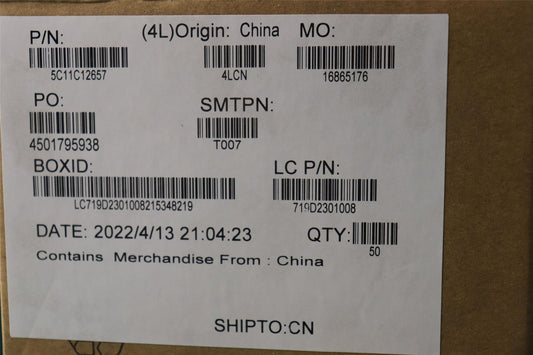 P/N:
(4L)Origin: China
MO:
5C11C12657
4LCN
16865176
PO:
SMTPN:
4501795938
T007
BOXID:
LC P/N:
LC719D2301008215348219
719D2301008
DATE: 2022/4/13 21:04:23
QTY:
50
Contains Merchandise From : China
SHIPTO:CN